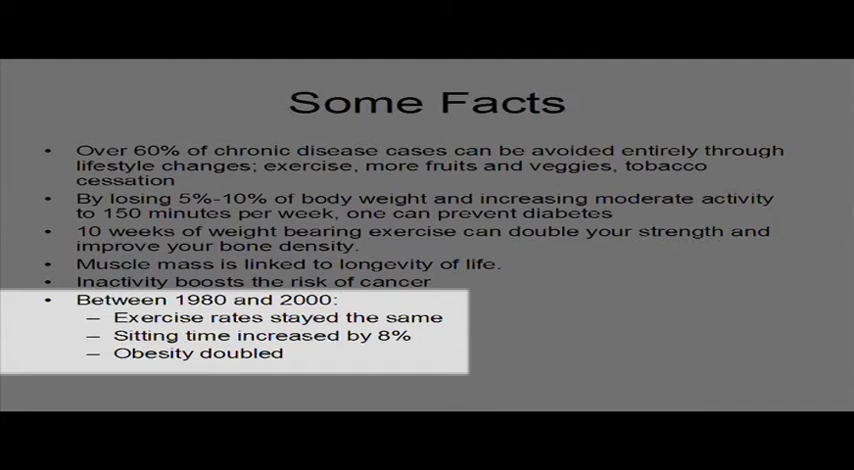 Some Facts
• Over 60% of chronic disease cases can be avoided entirely through
lifestyle changes; exercise, more fruits and veggies, tobacco
cessation
• By losing 5%-10% of body weight and increasing moderate activity
to 150 minutes per week, one can prevent diabetes
• 10 weeks of weight bearing exercise can double your strength and
improve your bone density.
• Muscle mass is linked to longevity of life.
• Inactivity boosts the risk of cancer
• Between 1980 and 2000:
– Exercise rates stayed the same
– Sitting time increased by 8%
– Obesity doubled